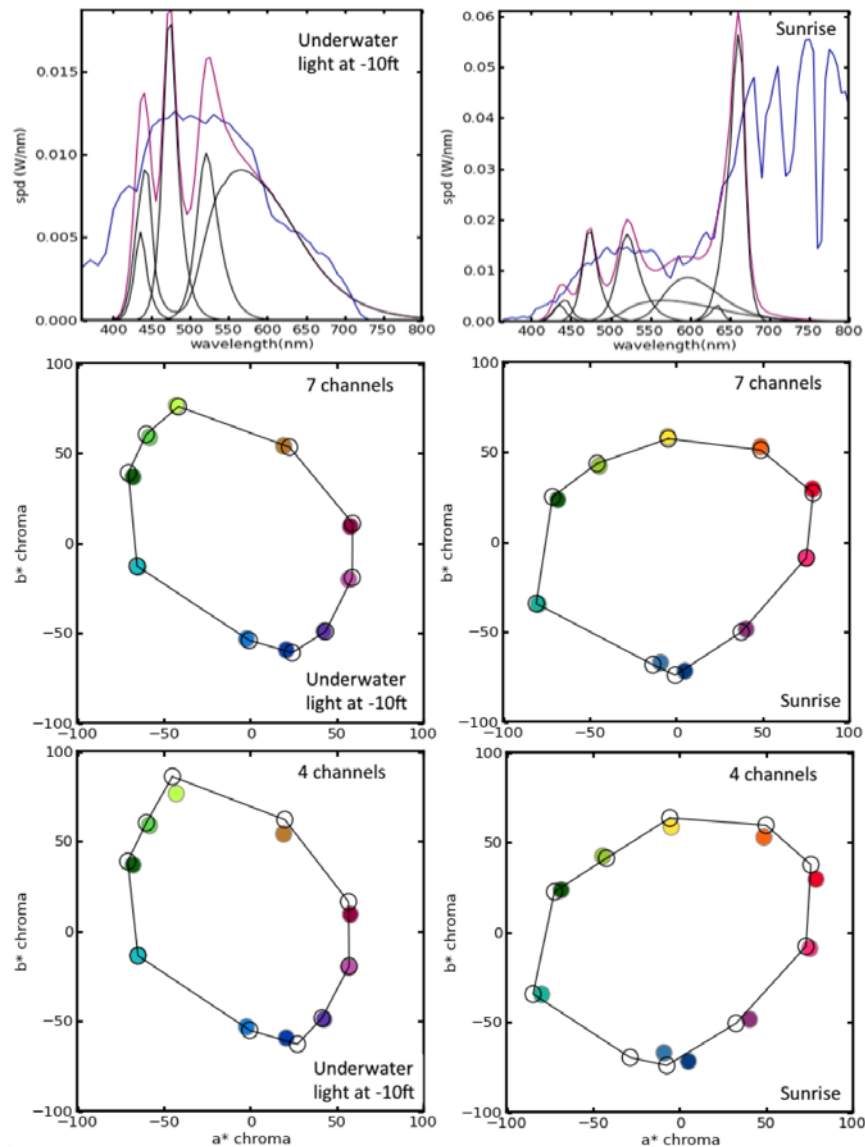 Underwater
light at -10ft
spd (W/nm)
0.015
0.010
0.005
0.000
400 450 500 550 600 650 700 750 800
wavelength(nm)
Sunrise
spd (W/nm)
0.06
0.05
0.04
0.03
0.02
0.01
0.00
400 450 500 550 600 650 700 750 800
wavelength(nm)
7 channels
b* chroma
100
50
0
−50
−100
−100 −50 0 50 100
Underwater
light at -10ft
7 channels
b* chroma
100
50
0
−50
−100
−100 −50 0 50 100
Sunrise
4 channels
b* chroma
100
50
0
−50
−100
−100 −50 0 50 100
a* chroma
Underwater
light at -10ft
4 channels
b* chroma
100
50
0
−50
−100
−100 −50 0 50 100
a* chroma
Sunrise